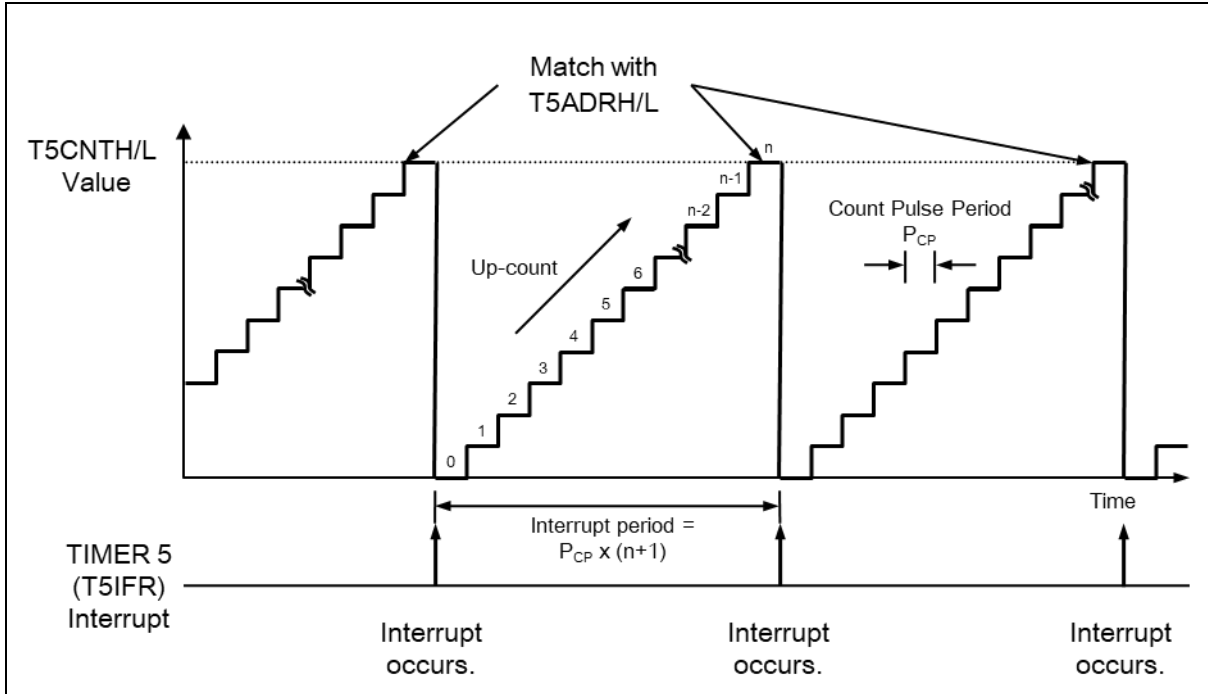 Match with
T5ADRH/L
T5CNTH/L
Value
n
n-1
n-2
Count Pulse Period
PCP
Up-count
6
5
4
3
2
1
0
Time
Interrupt period =
PCP x (n+1)
TIMER 5
(T5IFR)
Interrupt
Interrupt
occurs.
Interrupt
occurs.
Interrupt
occurs.